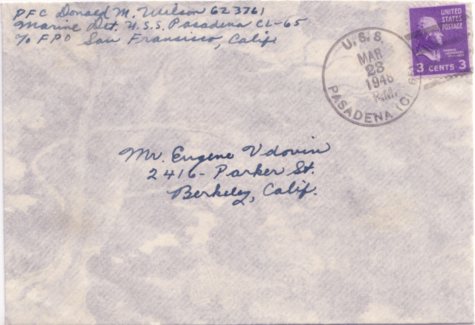 PFC Donald M. Wilson 623761
Marine Det. U.S.S. Pasadena CL-65
℅ FPO San Francisco, Calif
U.S.S.
MAR
23
1946
PASADENA
UNITED
STATES
POSTAGE
3 CENTS 3
Mr. Eugene Vdovin
2416 - Parker St.
Berkeley, Calif.